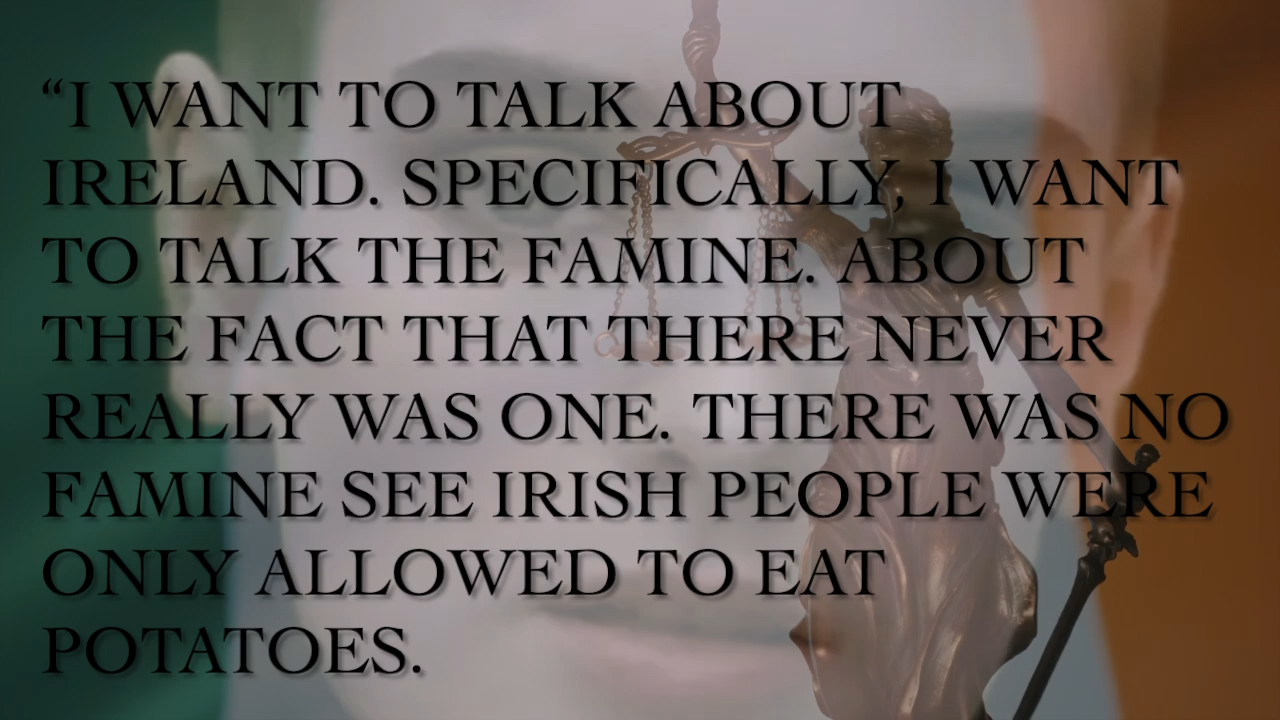 “I WANT TO TALK ABOUT
IRELAND. SPECIFICALLY, I WANT
TO TALK THE FAMINE. ABOUT
THE FACT THAT THERE NEVER
REALLY WAS ONE. THERE WAS NO
FAMINE SEE IRISH PEOPLE WERE
ONLY ALLOWED TO EAT
POTATOES.